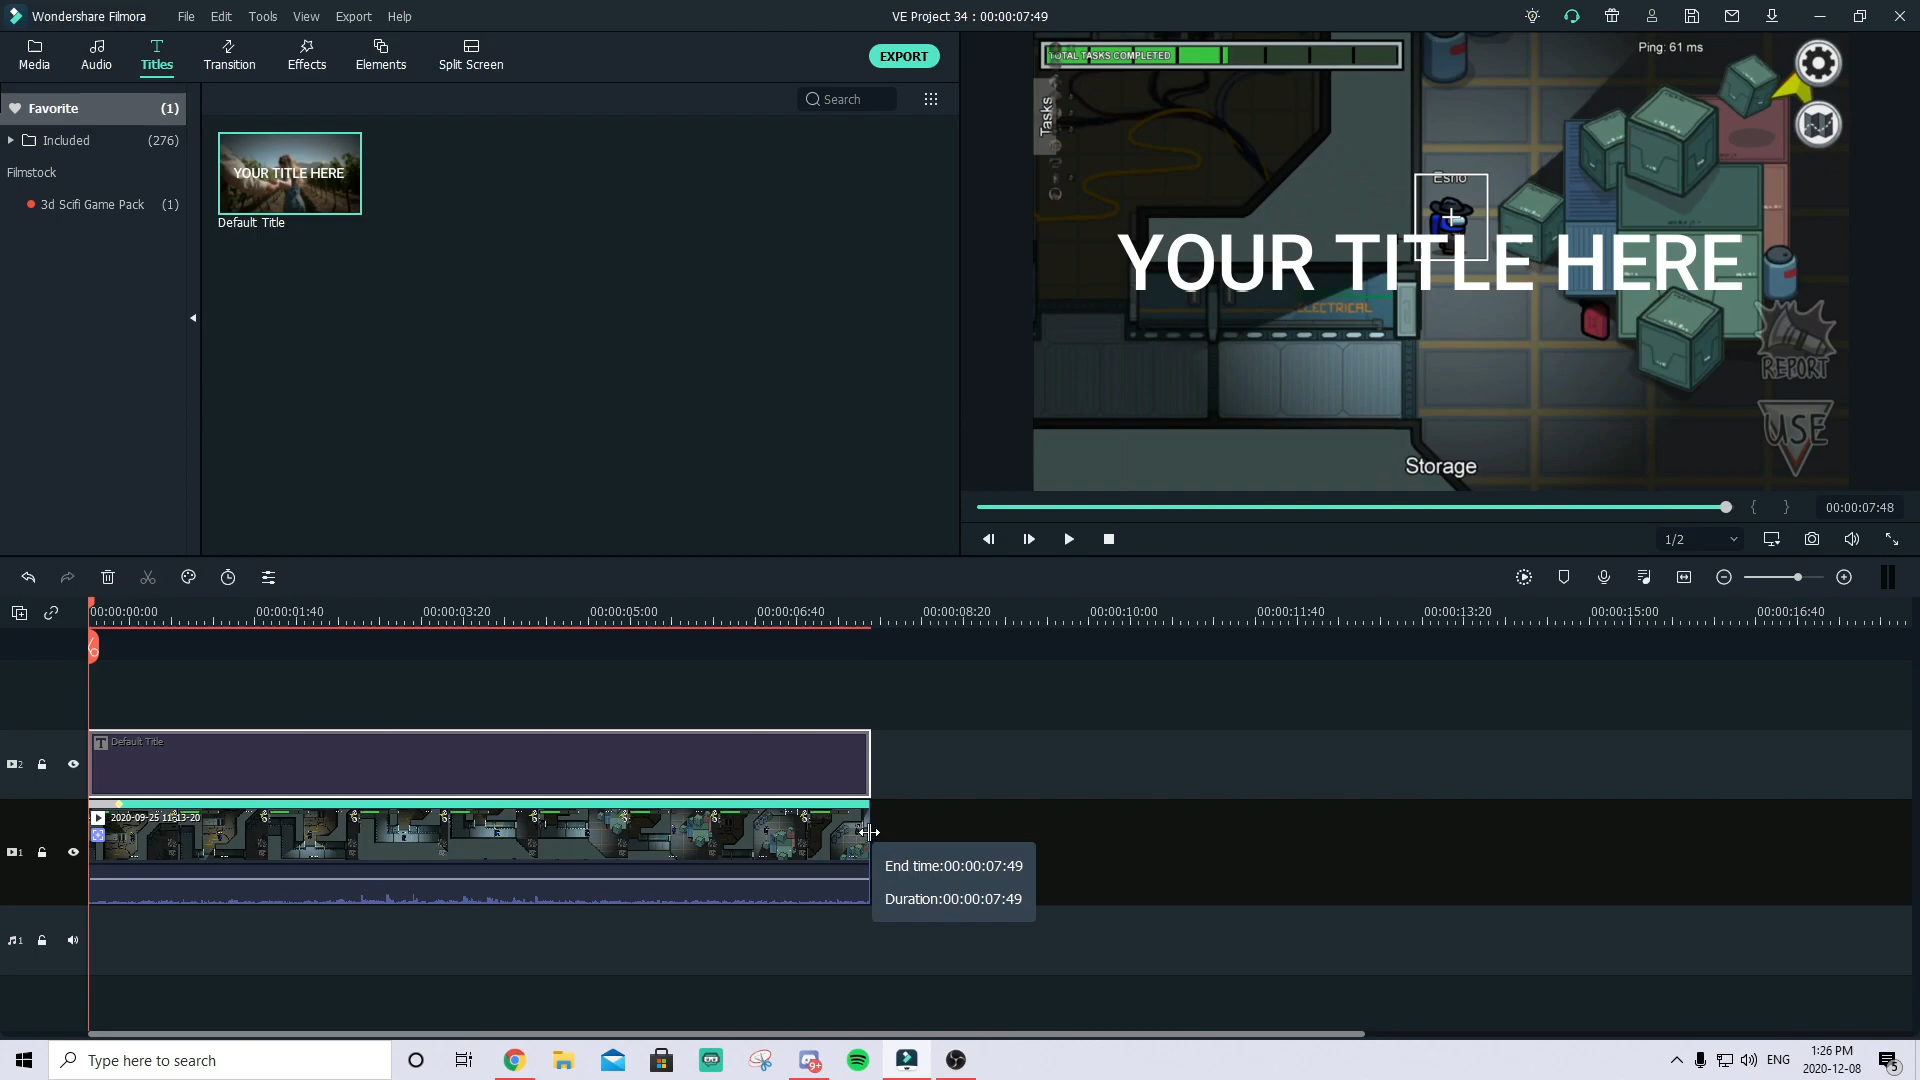 Wondershare Filmora File Edit Tools View Export Help VE Project 34 : 00:00:07:49
Media Audio Titles Transition Effects Elements Split Screen EXPORT
Favorite (1)
Included (276)
Filmstock
3d Scifi Game Pack (1)
Search
YOUR TITLE HERE
Default Title
TOTAL TASKS COMPLETED
Ping: 61 ms
Tasks
Esno
YOUR TITLE HERE
ELECTRICAL
REPORT
USE
Storage
{ } 00:00:07:48
1/2
00:00:00:00 00:00:01:40 00:00:03:20 00:00:05:00 00:00:06:40 00:00:08:20 00:00:10:00 00:00:11:40 00:00:13:20 00:00:15:00 00:00:16:40
T Default Title
2
2020-09-25 11-13-20
1
End time:00:00:07:49
Duration:00:00:07:49
1
Type here to search
9+
ENG
1:26 PM
2020-12-08
5